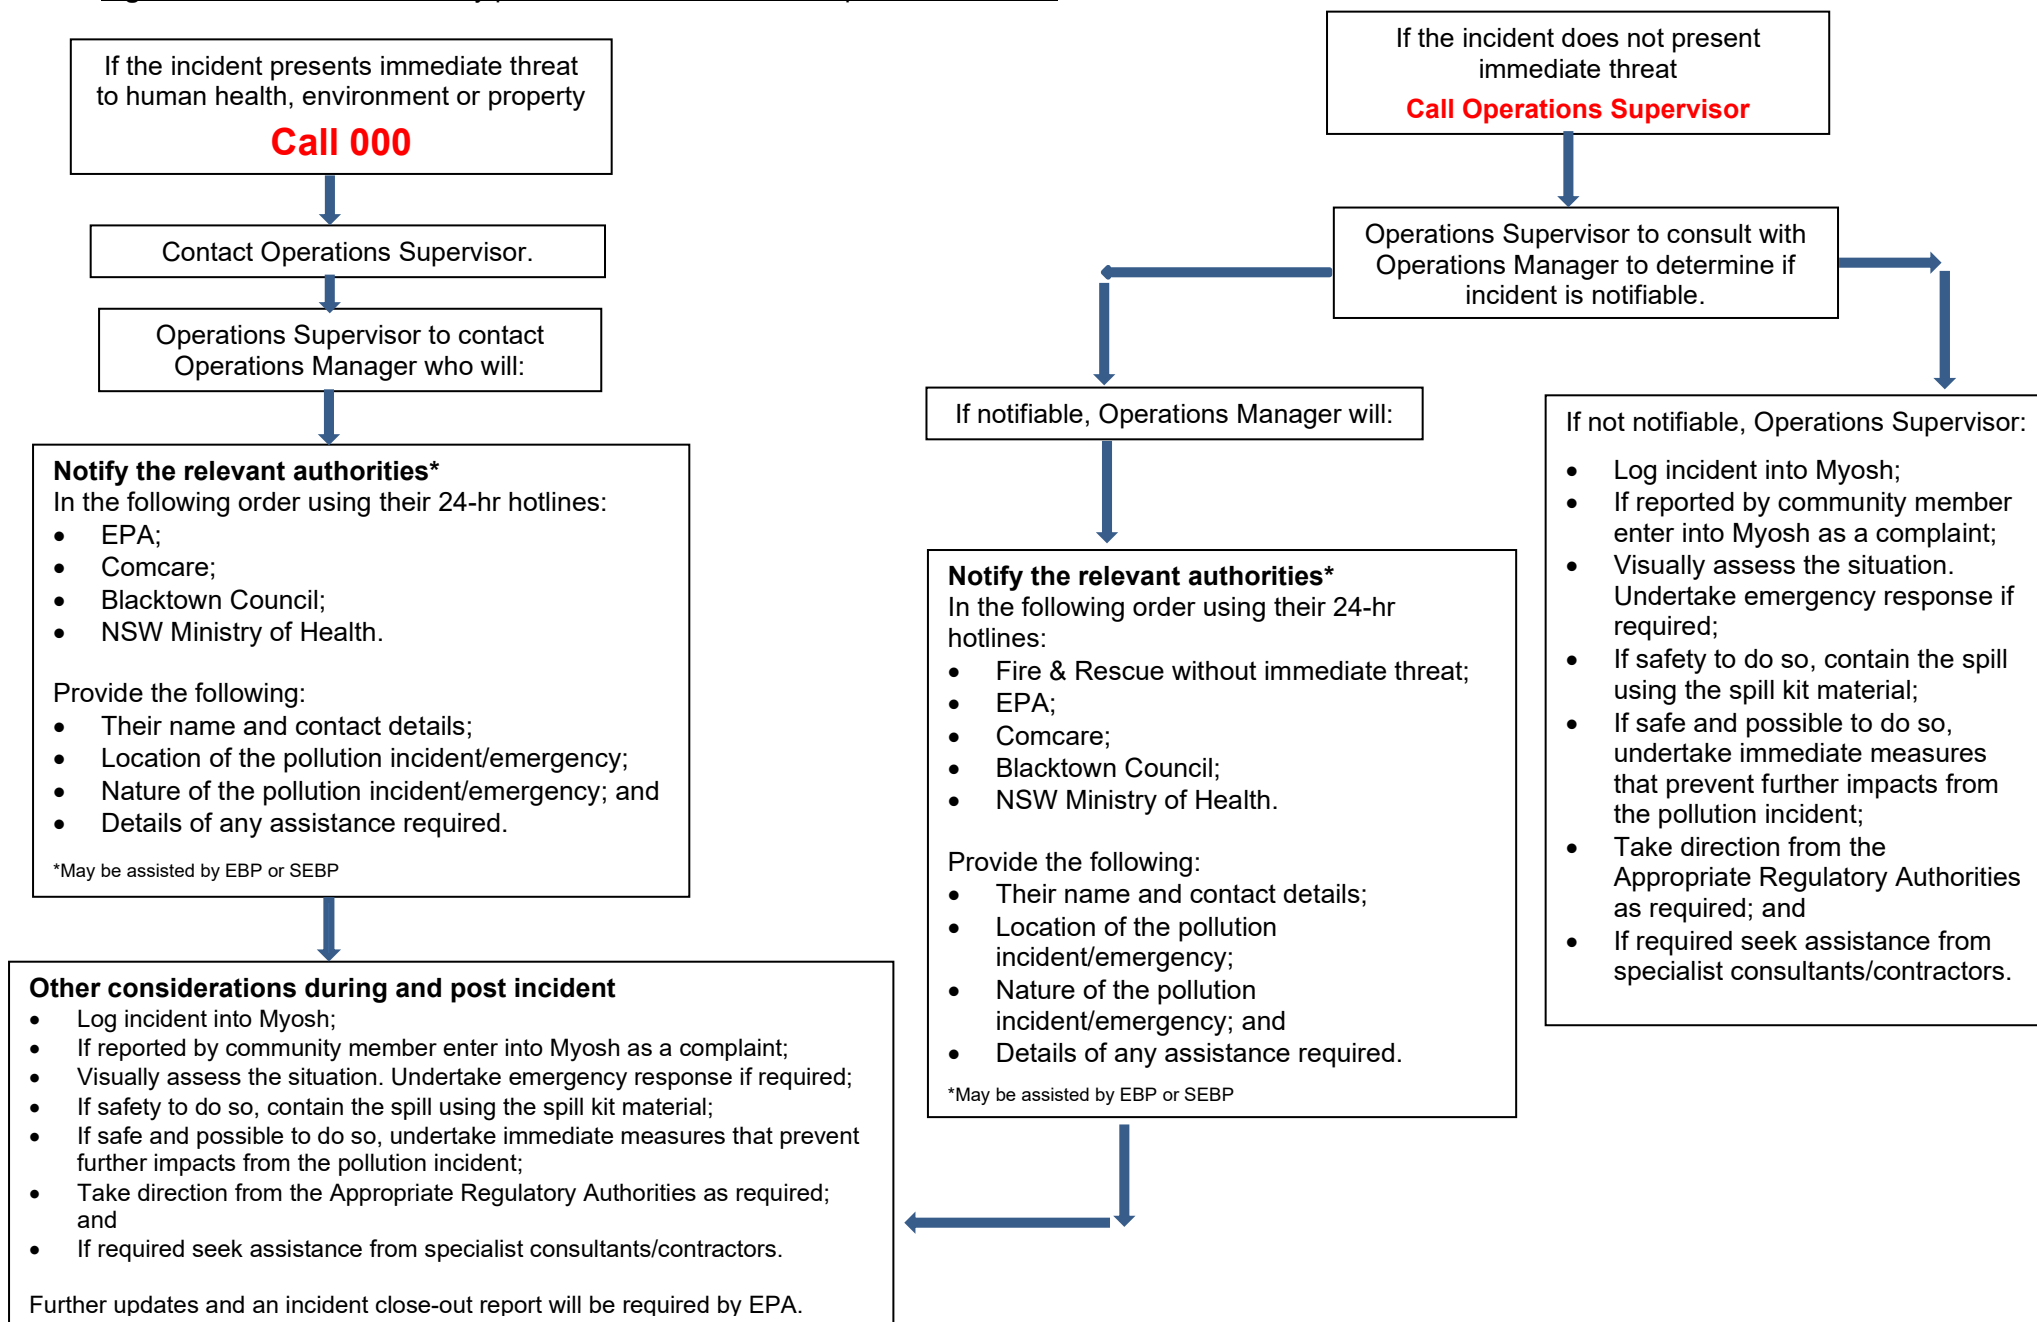 If the incident presents immediate threat
to human health, environment or property
Call 000
Contact Operations Supervisor.
Operations Supervisor to contact
Operations Manager who will:
Notify the relevant authorities*
In the following order using their 24-hr hotlines:
• EPA;
• Comcare;
• Blacktown Council;
• NSW Ministry of Health.
Provide the following:
• Their name and contact details;
• Location of the pollution incident/emergency;
• Nature of the pollution incident/emergency; and
• Details of any assistance required.
*May be assisted by EBP or SEBP
Other considerations during and post incident
• Log incident into Myosh;
• If reported by community member enter into Myosh as a complaint;
• Visually assess the situation. Undertake emergency response if required;
• If safety to do so, contain the spill using the spill kit material;
• If safe and possible to do so, undertake immediate measures that prevent
further impacts from the pollution incident;
• Take direction from the Appropriate Regulatory Authorities as required;
and
• If required seek assistance from specialist consultants/contractors.
Further updates and an incident close-out report will be required by EPA.
If the incident does not present
immediate threat
Call Operations Supervisor
Operations Supervisor to consult with
Operations Manager to determine if
incident is notifiable.
If notifiable, Operations Manager will:
Notify the relevant authorities*
In the following order using their 24-hr
hotlines:
• Fire & Rescue without immediate threat;
• EPA;
• Comcare;
• Blacktown Council;
• NSW Ministry of Health.
Provide the following:
• Their name and contact details;
• Location of the pollution
incident/emergency;
• Nature of the pollution
incident/emergency; and
• Details of any assistance required.
*May be assisted by EBP or SEBP
If not notifiable, Operations Supervisor:
• Log incident into Myosh;
• If reported by community member
enter into Myosh as a complaint;
• Visually assess the situation.
Undertake emergency response if
required;
• If safety to do so, contain the spill
using the spill kit material;
• If safe and possible to do so,
undertake immediate measures
that prevent further impacts from
the pollution incident;
• Take direction from the
Appropriate Regulatory Authorities
as required; and
• If required seek assistance from
specialist consultants/contractors.